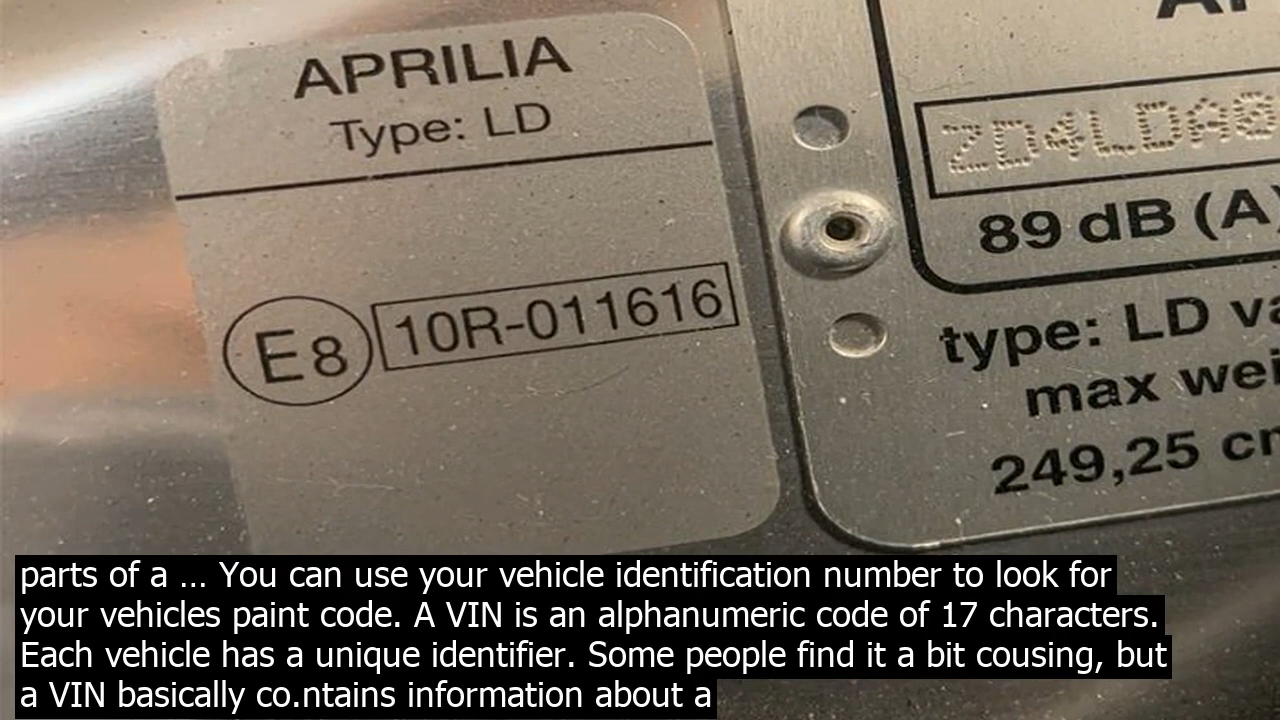 APRILIA
Type: LD
E8 10R-011616
ZD4LDA0
89 dB (A)
type: LD va
max wei
249,25 cm
parts of a ... You can use your vehicle identification number to look for
your vehicles paint code. A VIN is an alphanumeric code of 17 characters.
Each vehicle has a unique identifier. Some people find it a bit cousing, but
a VIN basically co.ntains information about a